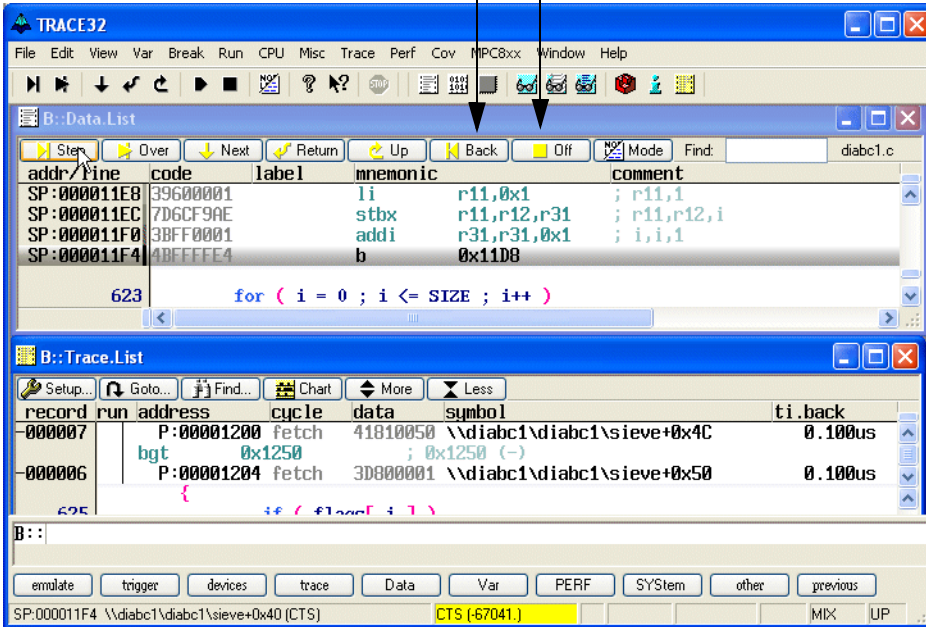 TRACE32
File Edit View Var Break Run CPU Misc Trace Perf Cov MPC8xx Window Help
B::Data.List
Step Over Next Return Up Back Off Mode Find: diabc1.c
addr/line code label mnemonic comment
SP:000011E8 39600001 li r11,0x1 ; r11,1
SP:000011EC 7D6CF9AE stbx r11,r12,r31 ; r11,r12,i
SP:000011F0 3BFF0001 addi r31,r31,0x1 ; i,i,1
SP:000011F4 4BFFFFE4 b 0x11D8
623 for ( i = 0 ; i <= SIZE ; i++ )
B::Trace.List
Setup... Goto... Find... Chart More Less
record run address cycle data symbol ti.back
-000007 P:00001200 fetch 41810050 \\diabc1\diabc1\sieve+0x4C 0.100us
bgt 0x1250 ; 0x1250 (-)
-000006 P:00001204 fetch 3D800001 \\diabc1\diabc1\sieve+0x50 0.100us
{
625 if ( flags[ i ] )
B::
emulate trigger devices trace Data Var PERF SYStem other previous
SP:000011F4 \\diabc1\diabc1\sieve+0x40 (CTS) CTS (-67041.) MIX UP